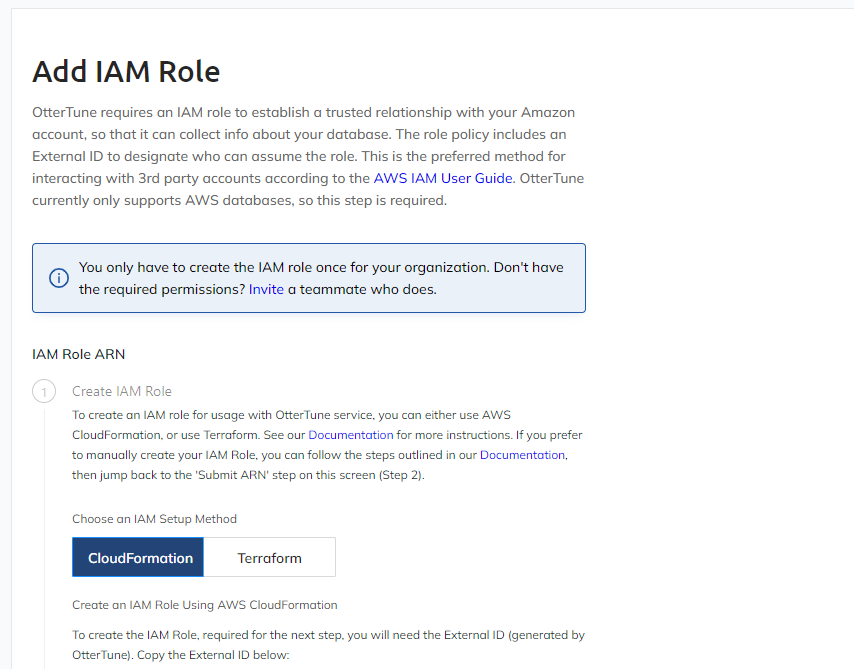 Add IAM Role
OtterTune requires an IAM role to establish a trusted relationship with your Amazon
account, so that it can collect info about your database. The role policy includes an
External ID to designate who can assume the role. This is the preferred method for
interacting with 3rd party accounts according to the AWS IAM User Guide. OtterTune
currently only supports AWS databases, so this step is required.
You only have to create the IAM role once for your organization. Don't have
the required permissions? Invite a teammate who does.
IAM Role ARN
1 Create IAM Role
To create an IAM role for usage with OtterTune service, you can either use AWS
CloudFormation, or use Terraform. See our Documentation for more instructions. If you prefer
to manually create your IAM Role, you can follow the steps outlined in our Documentation,
then jump back to the 'Submit ARN' step on this screen (Step 2).
Choose an IAM Setup Method
CloudFormation Terraform
Create an IAM Role Using AWS CloudFormation
To create the IAM Role, required for the next step, you will need the External ID (generated by
OtterTune). Copy the External ID below: